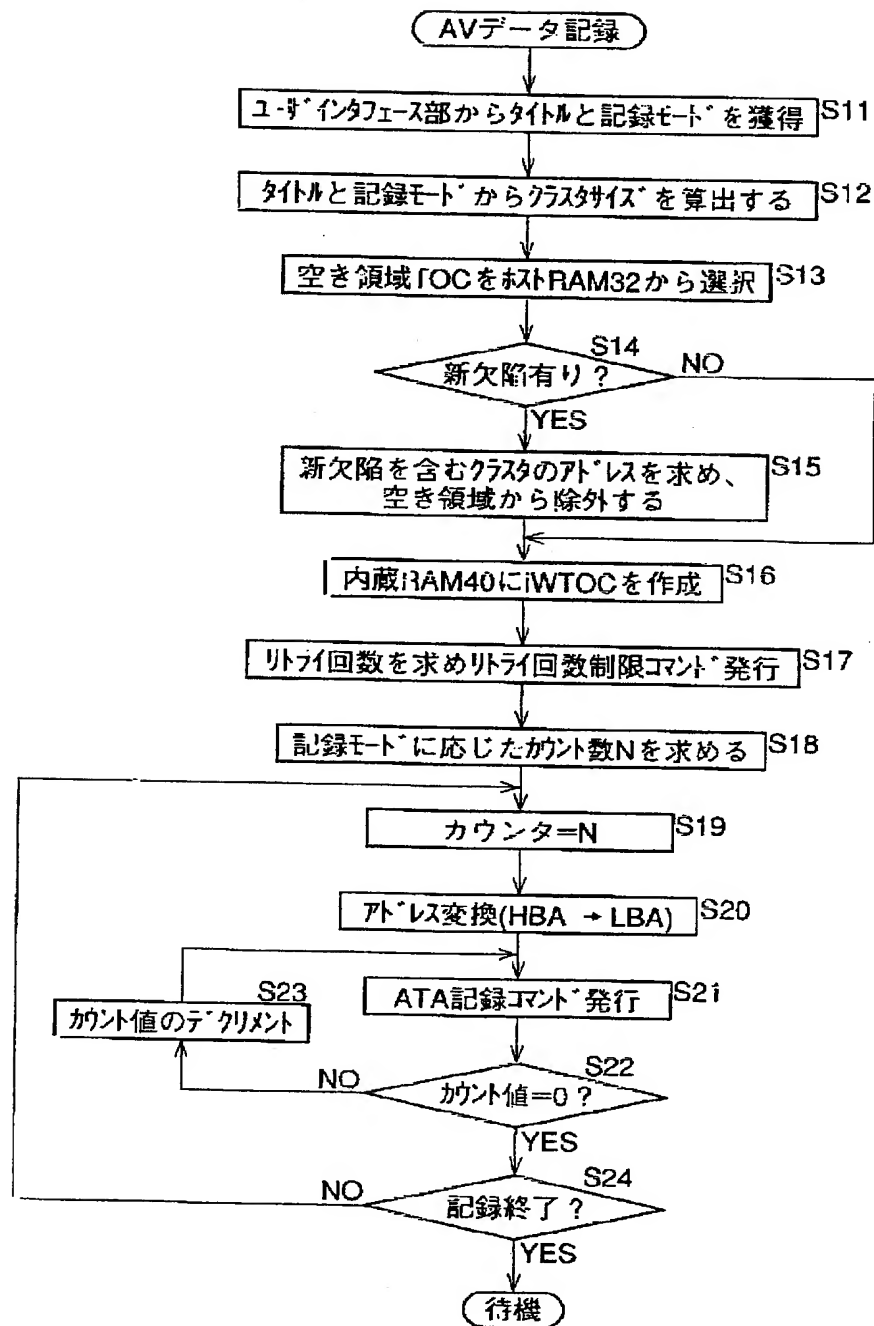 AVデータ記録
ユーザインタフェース部からタイトルと記録モードを獲得
S11
タイトルと記録モードからクラスタサイズを算出する
S12
空き領域TOCをホストRAM32から選択
S13
S14
新欠陥有り?
NO
YES
新欠陥を含むクラスタのアドレスを求め、
空き領域から除外する
S15
内蔵RAM40にiWTOCを作成
S16
リトライ回数を求めリトライ回数制限コマンド発行
S17
記録モードに応じたカウント数Nを求める
S18
カウンタ=N
S19
アドレス変換(HBA → LBA)
S20
S23
カウント値のデクリメント
ATA記録コマンド発行
S21
S22
NO
カウント値=0?
YES
S24
NO
記録終了?
YES
待機